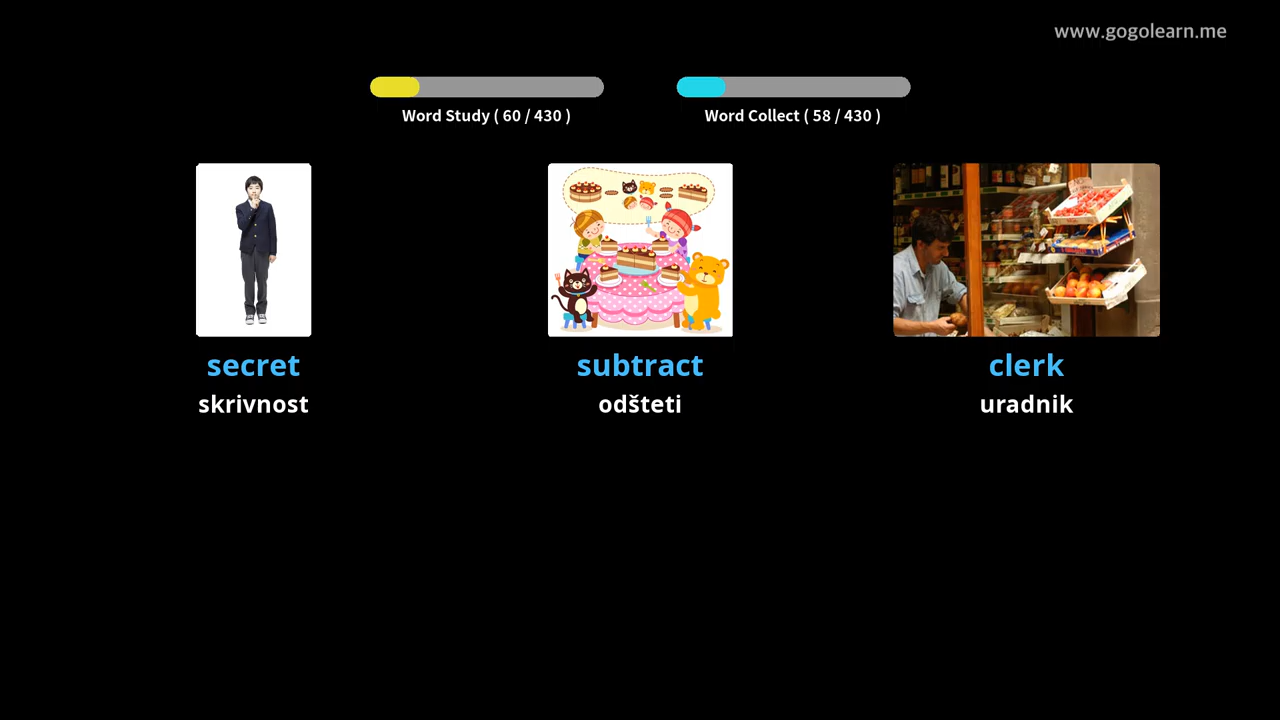 www.gogolearn.me
Word Study ( 60 / 430 )
Word Collect ( 58 / 430 )
secret
skrivnost
subtract
odšteti
clerk
uradnik